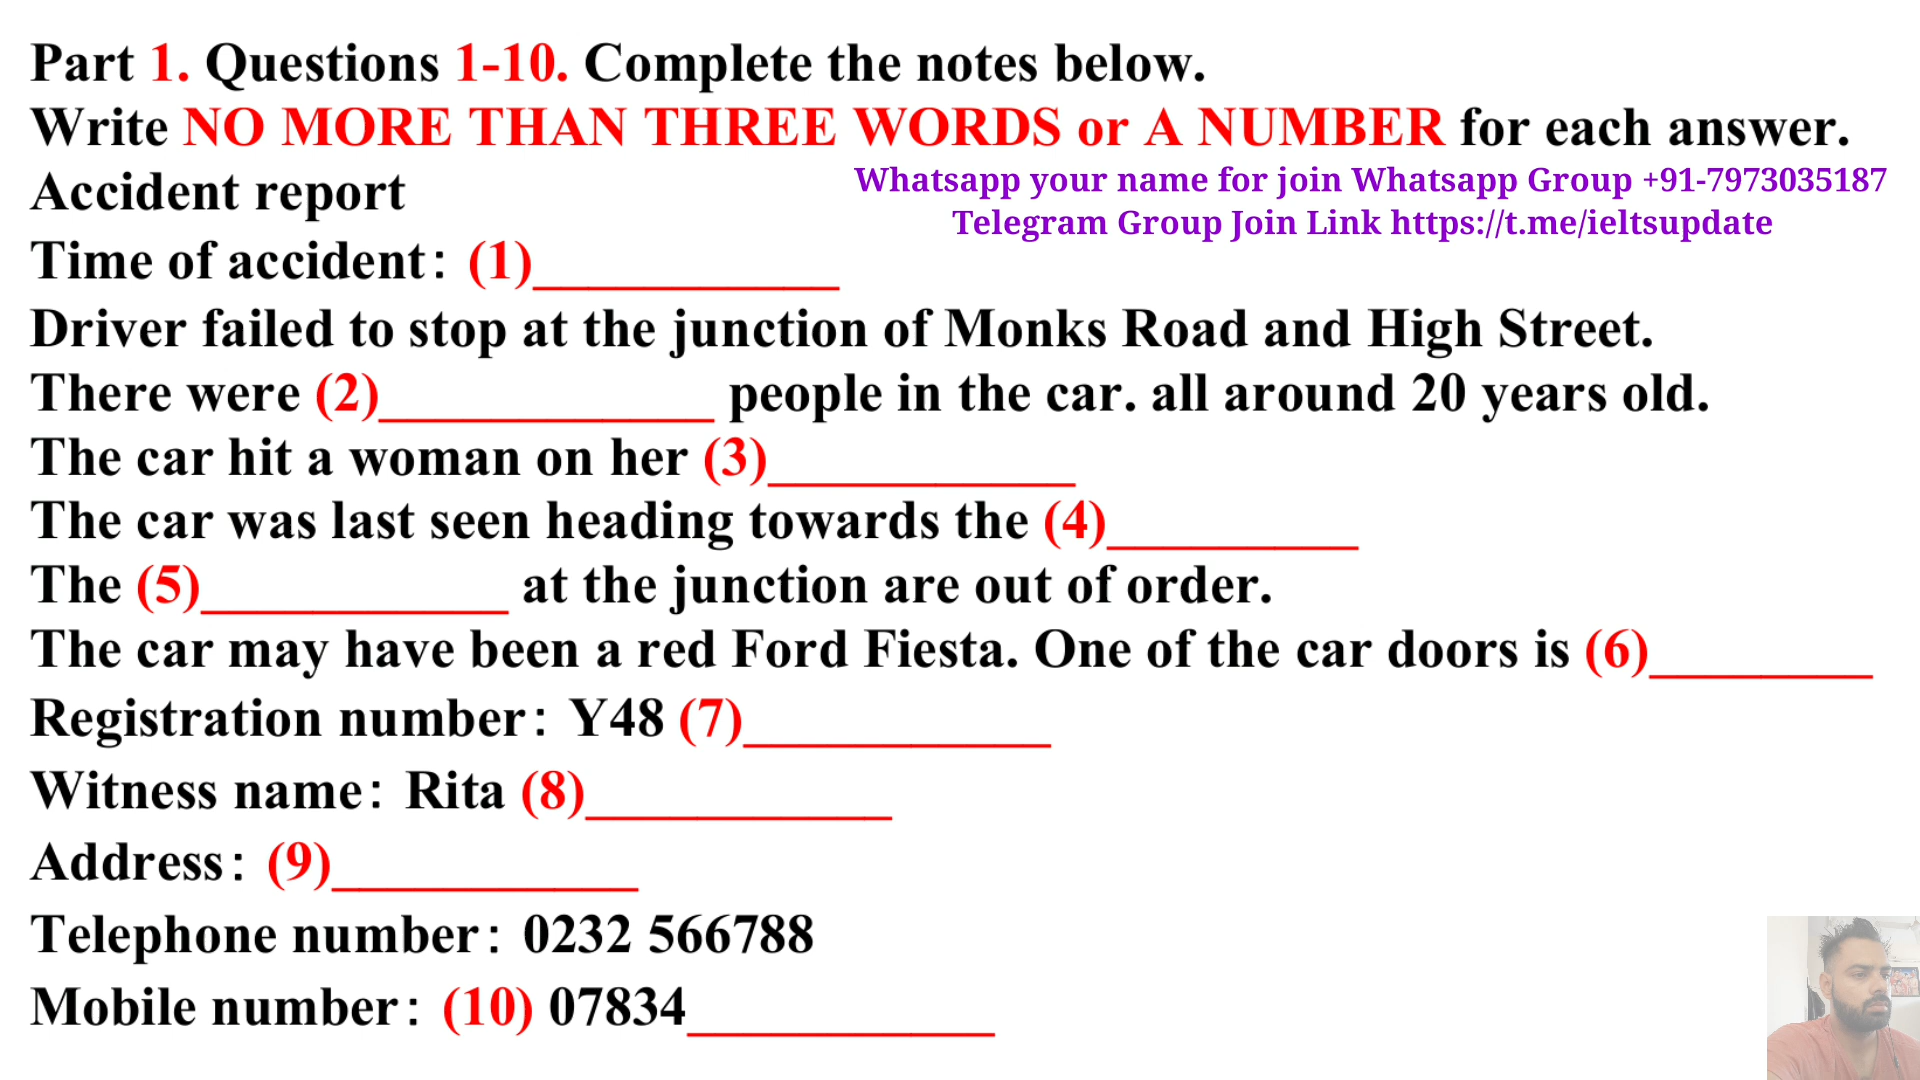 Part 1. Questions 1-10. Complete the notes below.
Write NO MORE THAN THREE WORDS or A NUMBER for each answer.
Whatsapp your name for join Whatsapp Group +91-7973035187
Accident report
Telegram Group Join Link https://t.me/ieltsupdate
Time of accident: (1)___________
Driver failed to stop at the junction of Monks Road and High Street.
There were (2)____________ people in the car. all around 20 years old.
The car hit a woman on her (3)___________
The car was last seen heading towards the (4)_________
The (5)___________ at the junction are out of order.
The car may have been a red Ford Fiesta. One of the car doors is (6)________
Registration number: Y48 (7)___________
Witness name: Rita (8)___________
Address: (9)___________
Telephone number: 0232 566788
Mobile number: (10) 07834___________